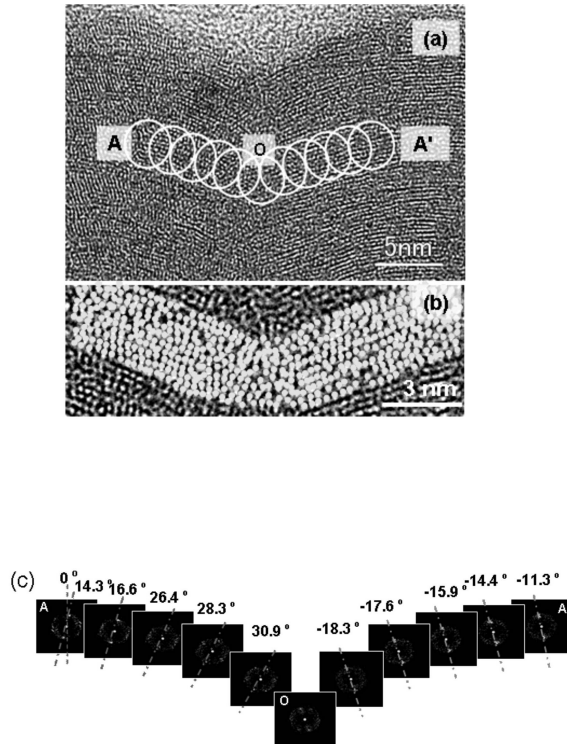 (a)
A
O
A'
5nm
(b)
3 nm
(c)
0 °
14.3 °
16.6 °
26.4 °
28.3 °
30.9 °
-18.3 °
-17.6 °
-15.9 °
-14.4 °
-11.3 °
A
A
O